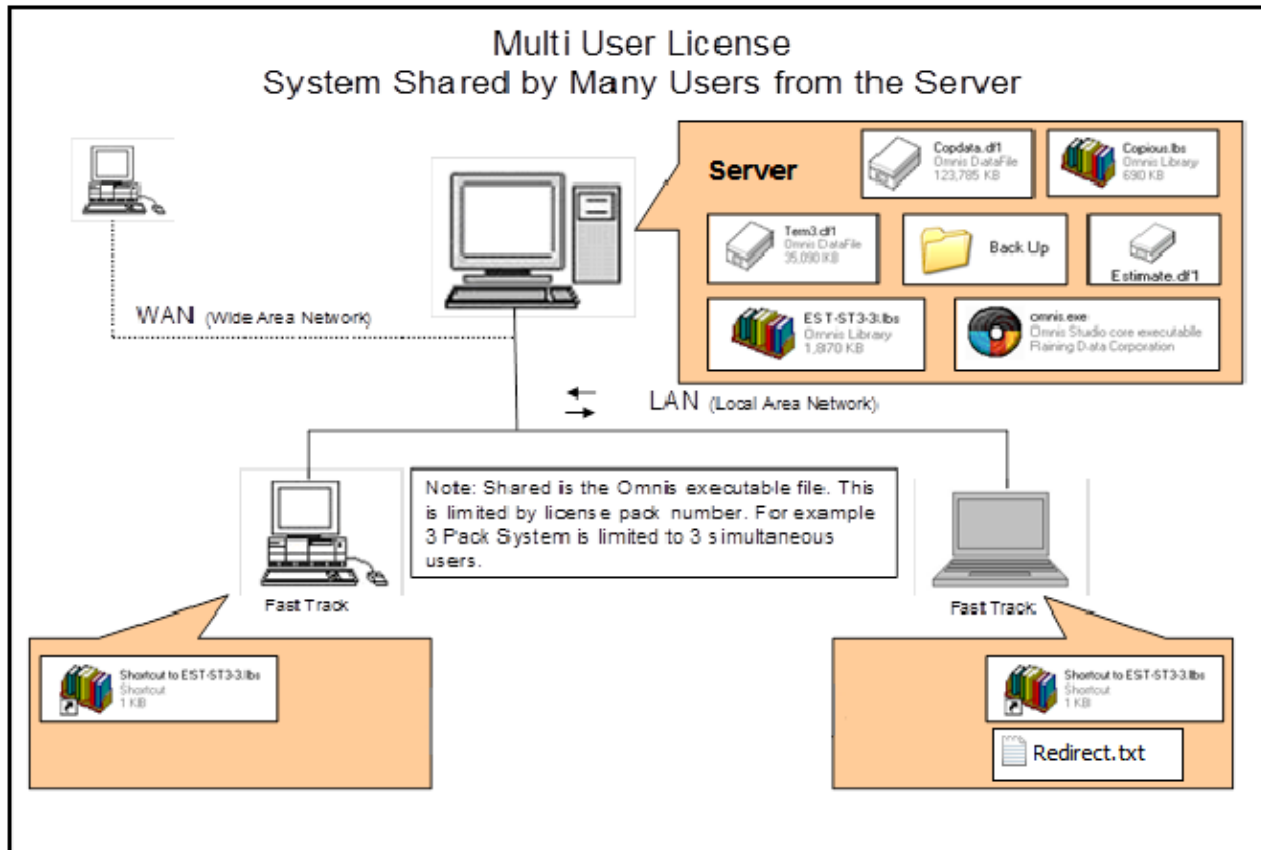 Multi User License
System Shared by Many Users from the Server
Server
Copdata.df1
Omnis DataFile
123,785 KB
Copious.lbs
Omnis Library
690 KB
Term3.df1
Omnis DataFile
35,090 KB
Back Up
Estimate.df1
EST-ST3-3.lbs
Omnis Library
1,870 KB
omnis.exe
Omnis Studio core executable
Raining Data Corporation
WAN (Wide Area Network)
LAN (Local Area Network)
Note: Shared is the Omnis executable file. This
is limited by license pack number. For example
3 Pack System is limited to 3 simultaneous
users.
Fast Track
Fast Track
Shortcut to EST-ST3-3.lbs
Shortcut
1 KB
Shortcut to EST-ST3-3.lbs
Shortcut
1 KB
Redirect.txt